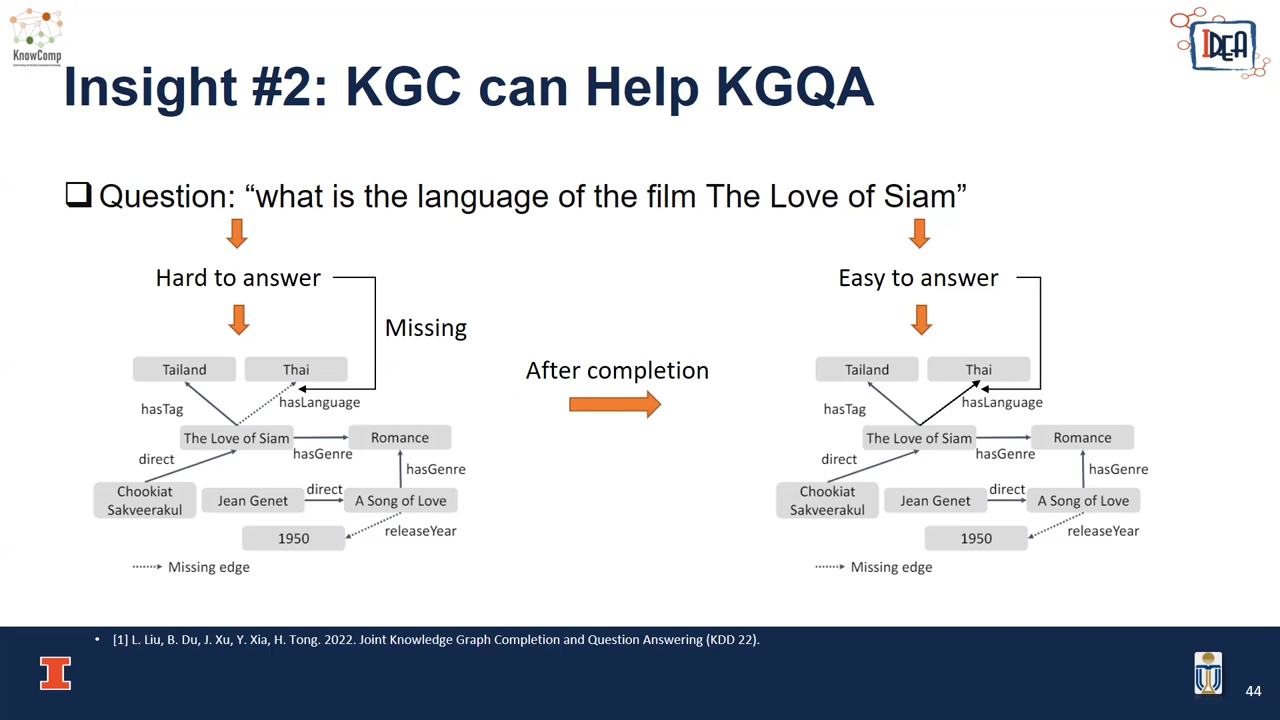 KnowComp
IDEA
Insight #2: KGC can Help KGQA
Question: “what is the language of the film The Love of Siam”
Hard to answer
Missing
Tailand
Thai
hasTag
hasLanguage
The Love of Siam
Romance
hasGenre
direct
hasGenre
Chookiat
Sakveerakul
Jean Genet
direct
A Song of Love
1950
releaseYear
Missing edge
After completion
Easy to answer
Tailand
Thai
hasTag
hasLanguage
The Love of Siam
Romance
hasGenre
direct
hasGenre
Chookiat
Sakveerakul
Jean Genet
direct
A Song of Love
1950
releaseYear
Missing edge
• [1] L. Liu, B. Du, J. Xu, Y. Xia, H. Tong. 2022. Joint Knowledge Graph Completion and Question Answering (KDD 22).
44